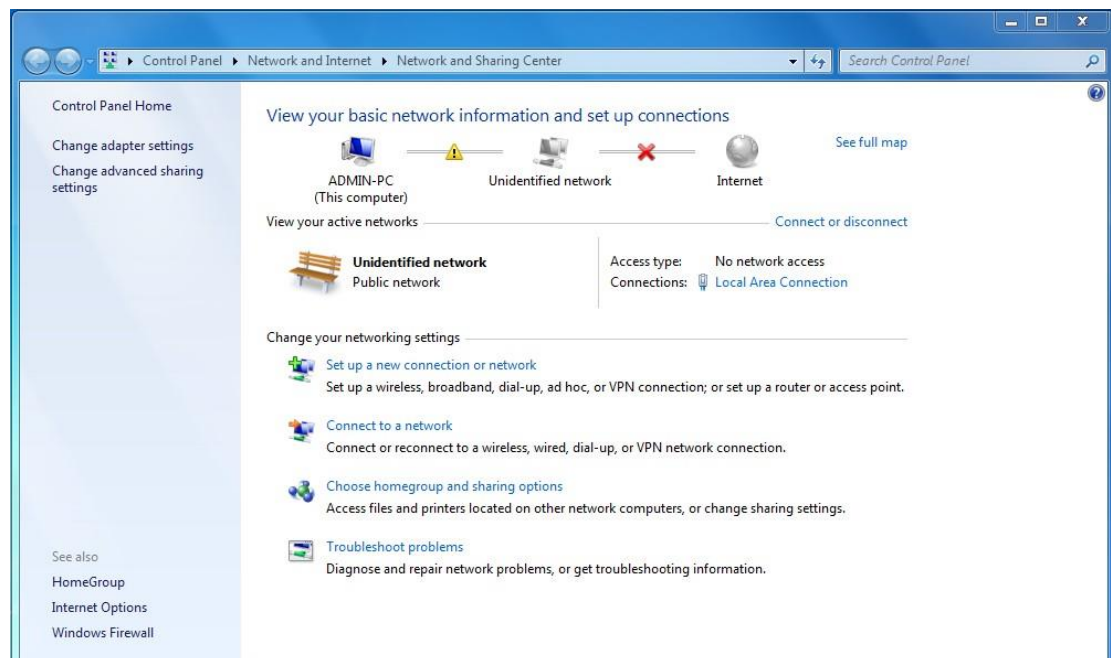 Control Panel Network and Internet Network and Sharing Center
Search Control Panel
Control Panel Home
Change adapter settings
Change advanced sharing
settings
See also
HomeGroup
Internet Options
Windows Firewall
View your basic network information and set up connections
See full map
ADMIN-PC
(This computer)
Unidentified network
Internet
View your active networks
Connect or disconnect
Unidentified network
Public network
Access type: No network access
Connections: Local Area Connection
Change your networking settings
Set up a new connection or network
Set up a wireless, broadband, dial-up, ad hoc, or VPN connection; or set up a router or access point.
Connect to a network
Connect or reconnect to a wireless, wired, dial-up, or VPN network connection.
Choose homegroup and sharing options
Access files and printers located on other network computers, or change sharing settings.
Troubleshoot problems
Diagnose and repair network problems, or get troubleshooting information.